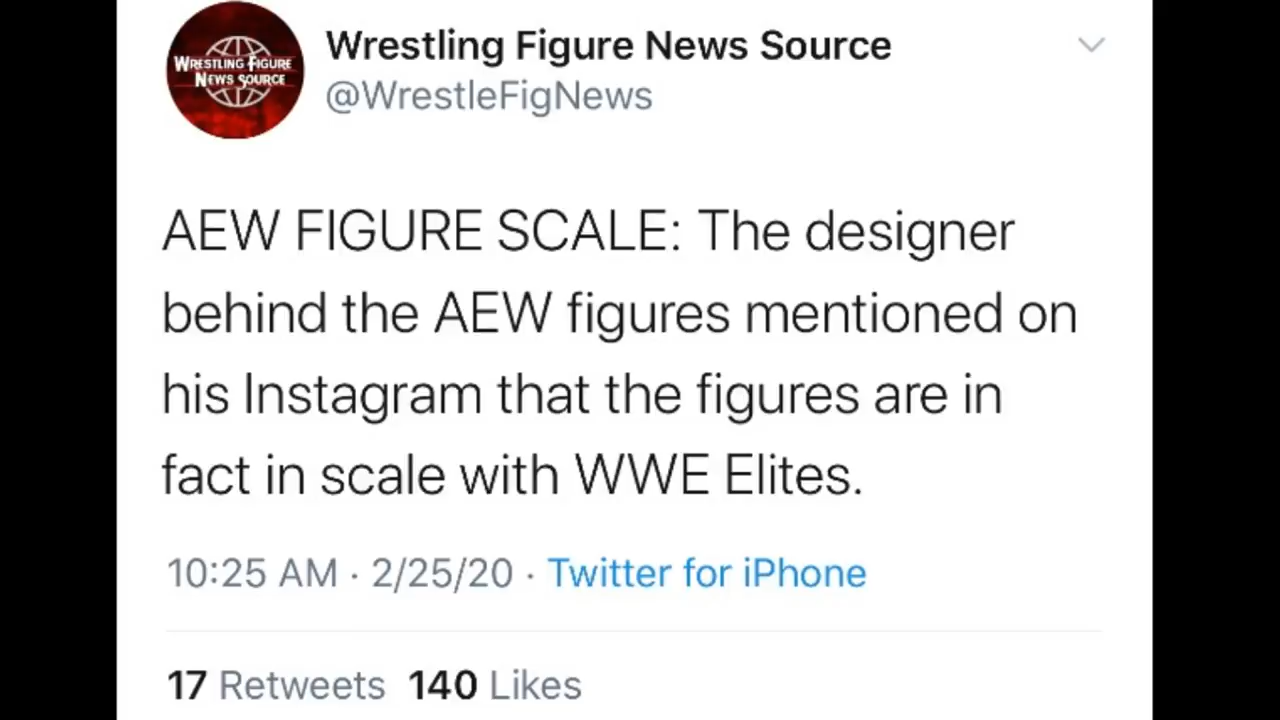 WRESTLING FIGURE
NEWS SOURCE
Wrestling Figure News Source
@WrestleFigNews
AEW FIGURE SCALE: The designer
behind the AEW figures mentioned on
his Instagram that the figures are in
fact in scale with WWE Elites.
10:25 AM · 2/25/20 · Twitter for iPhone
17 Retweets 140 Likes